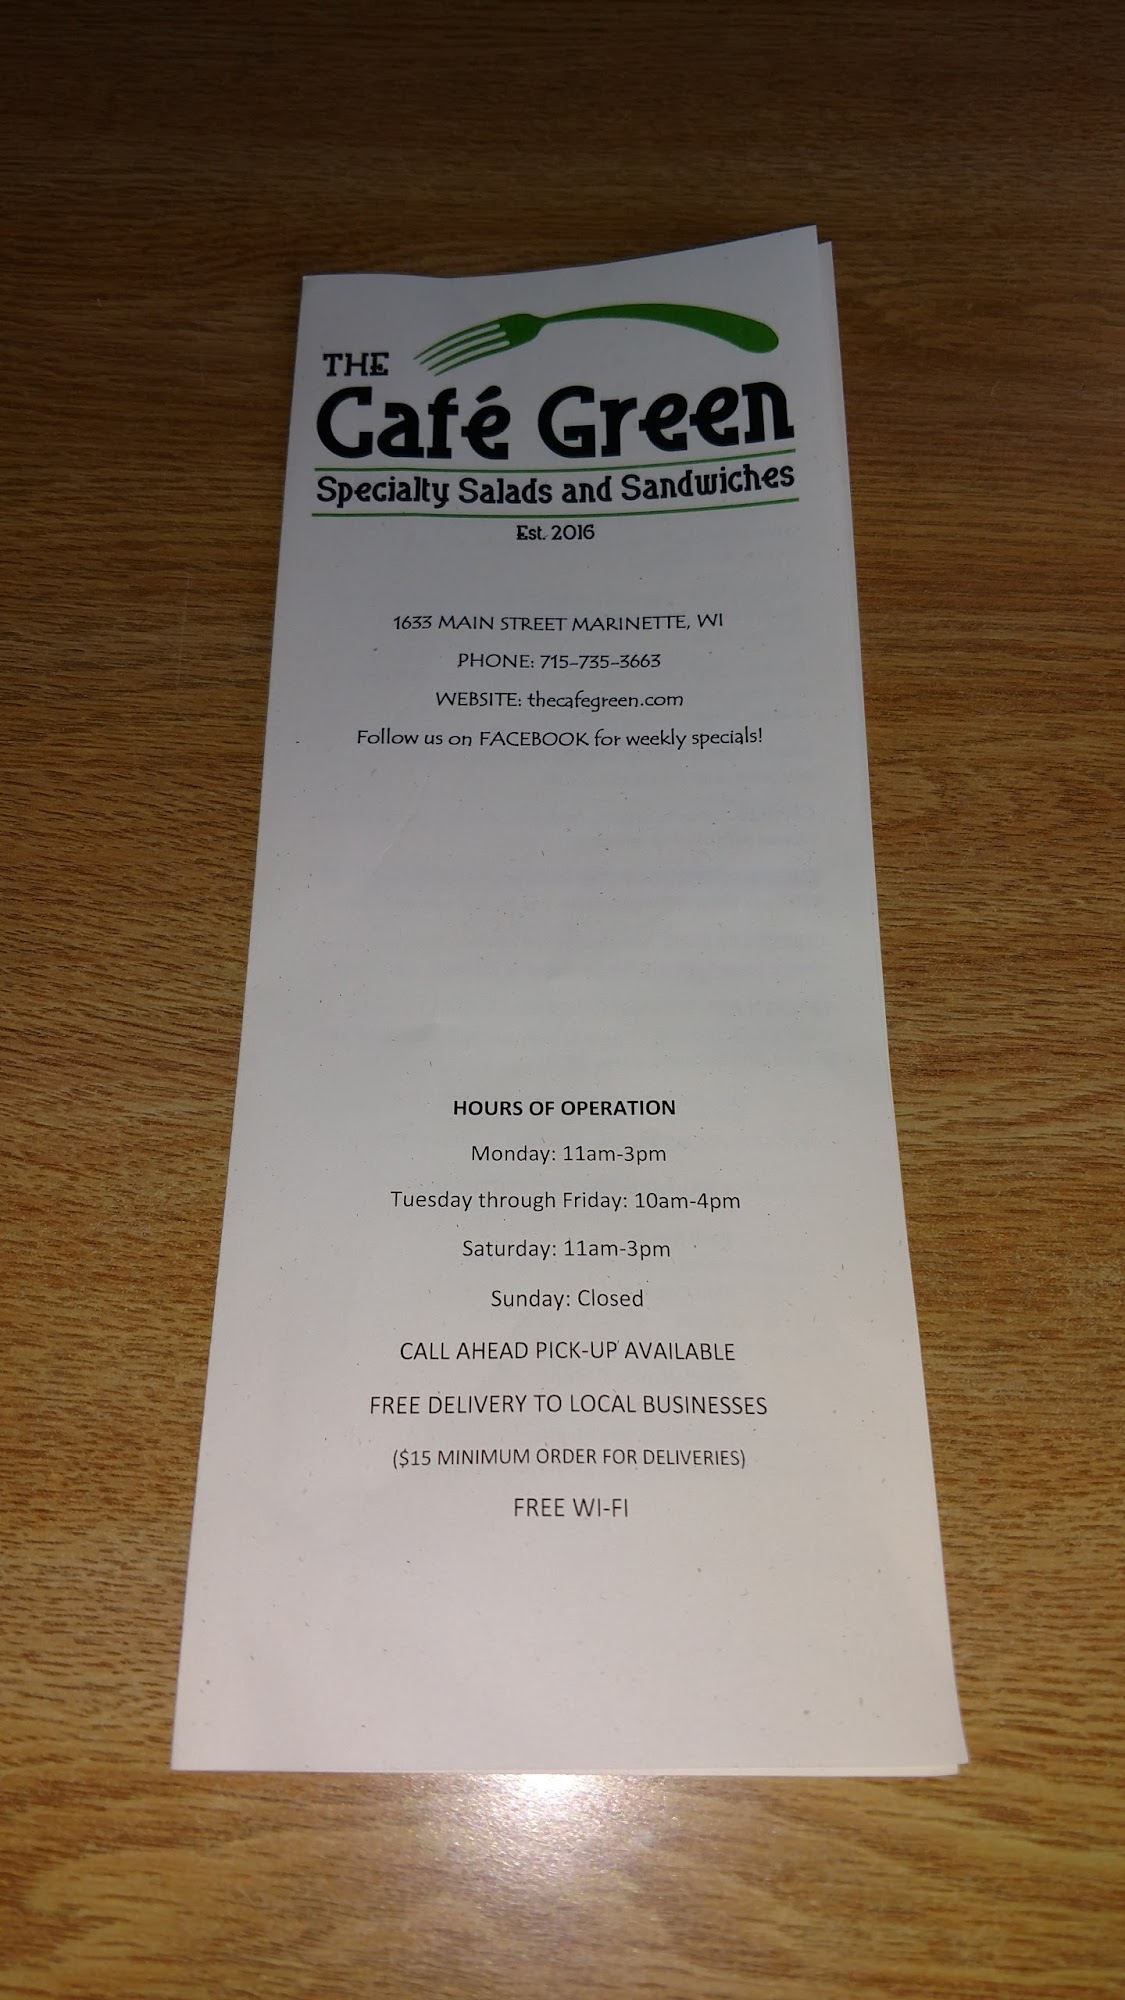 THE
Café Green
Specialty Salads and Sandwiches
Est. 2016
1633 MAIN STREET MARINETTE, WI
PHONE: 715-735-3663
WEBSITE: thecafegreen.com
Follow us on FACEBOOK for weekly specials!
HOURS OF OPERATION
Monday: 11am-3pm
Tuesday through Friday: 10am-4pm
Saturday: 11am-3pm
Sunday: Closed
CALL AHEAD PICK-UP AVAILABLE
FREE DELIVERY TO LOCAL BUSINESSES
($15 MINIMUM ORDER FOR DELIVERIES)
FREE WI-FI